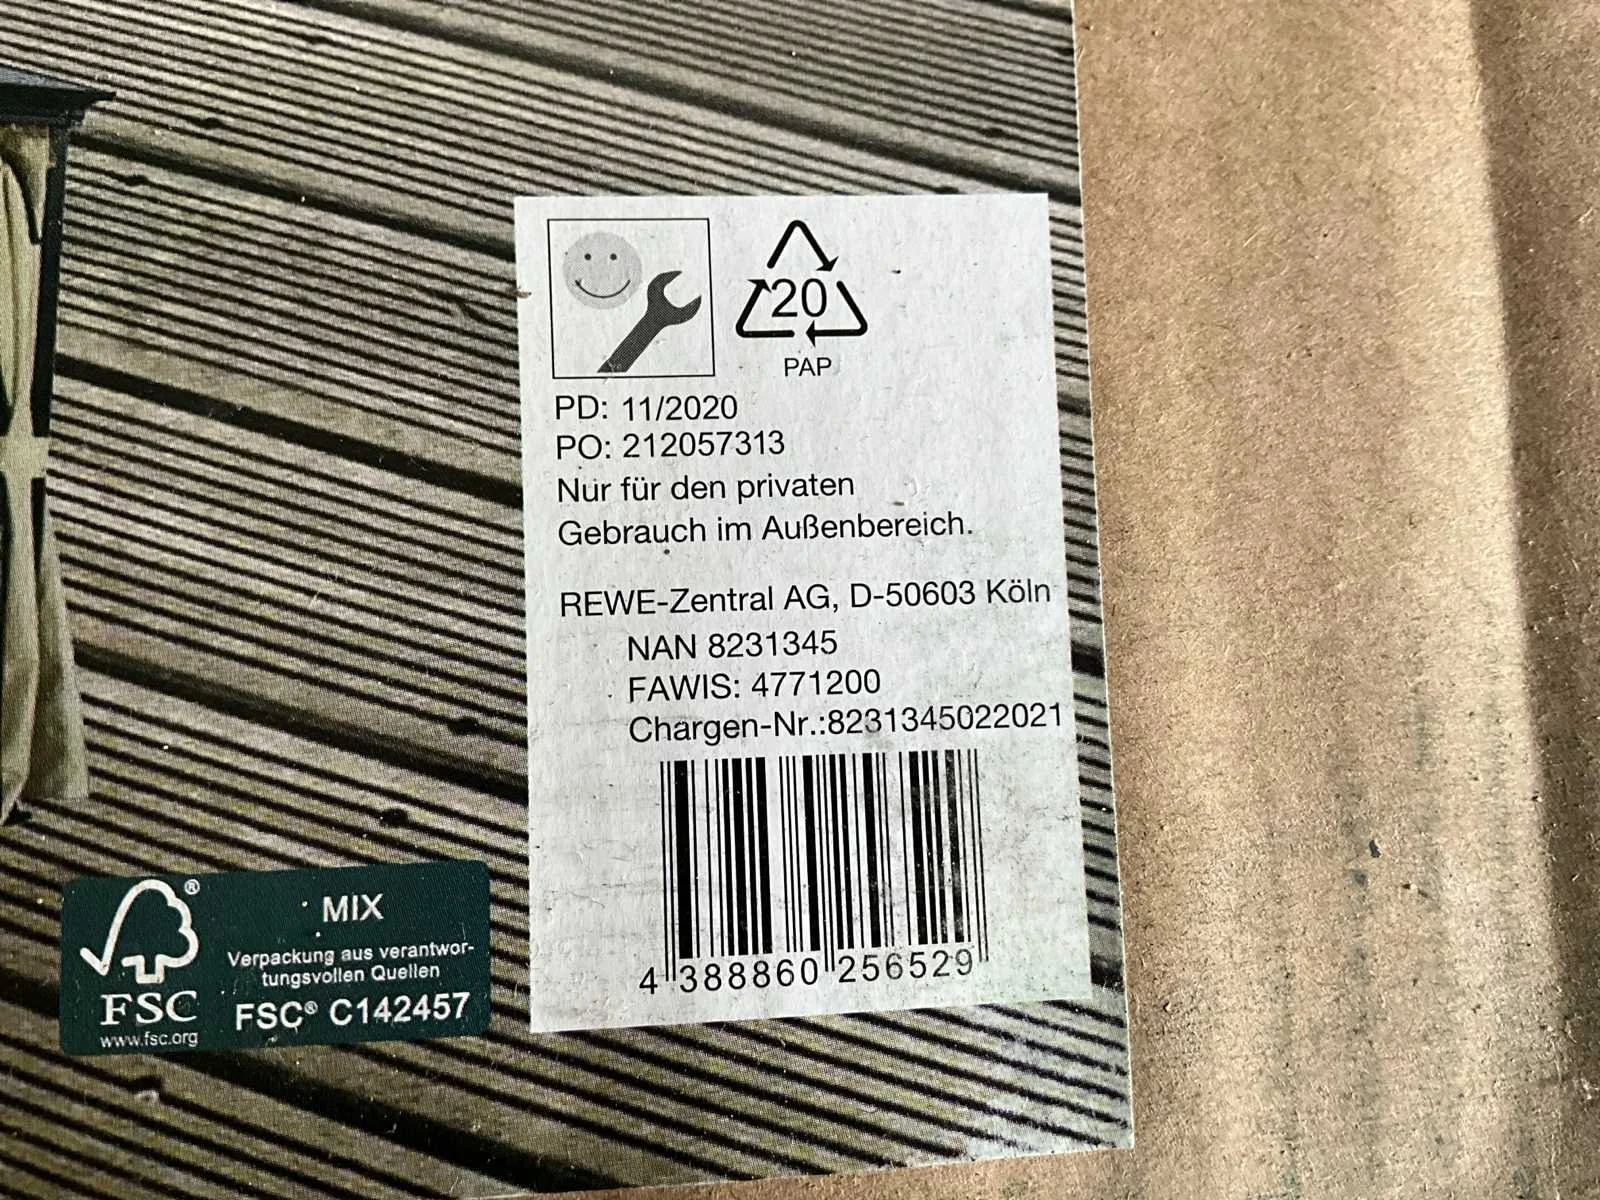 20
PAP
PD: 11/2020
PO: 212057313
Nur für den privaten
Gebrauch im Außenbereich.
REWE-Zentral AG, D-50603 Köln
NAN 8231345
FAWIS: 4771200
Chargen-Nr.:8231345022021
4 388860 256529
®
MIX
Verpackung aus verantwor-
tungsvollen Quellen
FSC® C142457
FSC
www.fsc.org